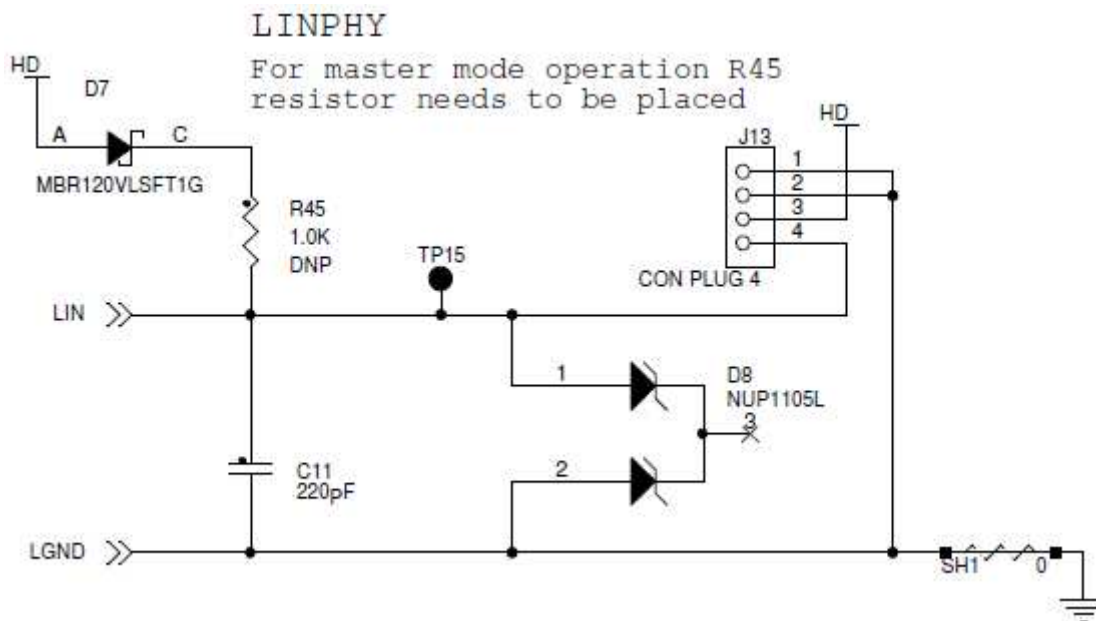 LINPHY
For master mode operation R45
resistor needs to be placed
HD
D7
A
C
MBR120VLSFT1G
R45
1.0K
DNP
TP15
HD
J13
1
2
3
4
CON PLUG 4
LIN
1
D8
NUP1105L
3
2
C11
220pF
LGND
SH1
0